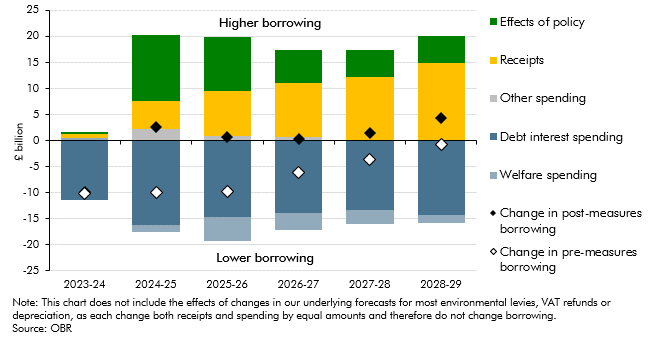 Higher borrowing
25
20
15
10
5
0
-5
-10
-15
-20
-25
£ billion
Lower borrowing
2023-24 2024-25 2025-26 2026-27 2027-28 2028-29
Effects of policy
Receipts
Other spending
Debt interest spending
Welfare spending
Change in post-measures
borrowing
Change in pre-measures
borrowing
Note: This chart does not include the effects of changes in our underlying forecasts for most environmental levies, VAT refunds or
depreciation, as each change both receipts and spending by equal amounts and therefore do not change borrowing.
Source: OBR